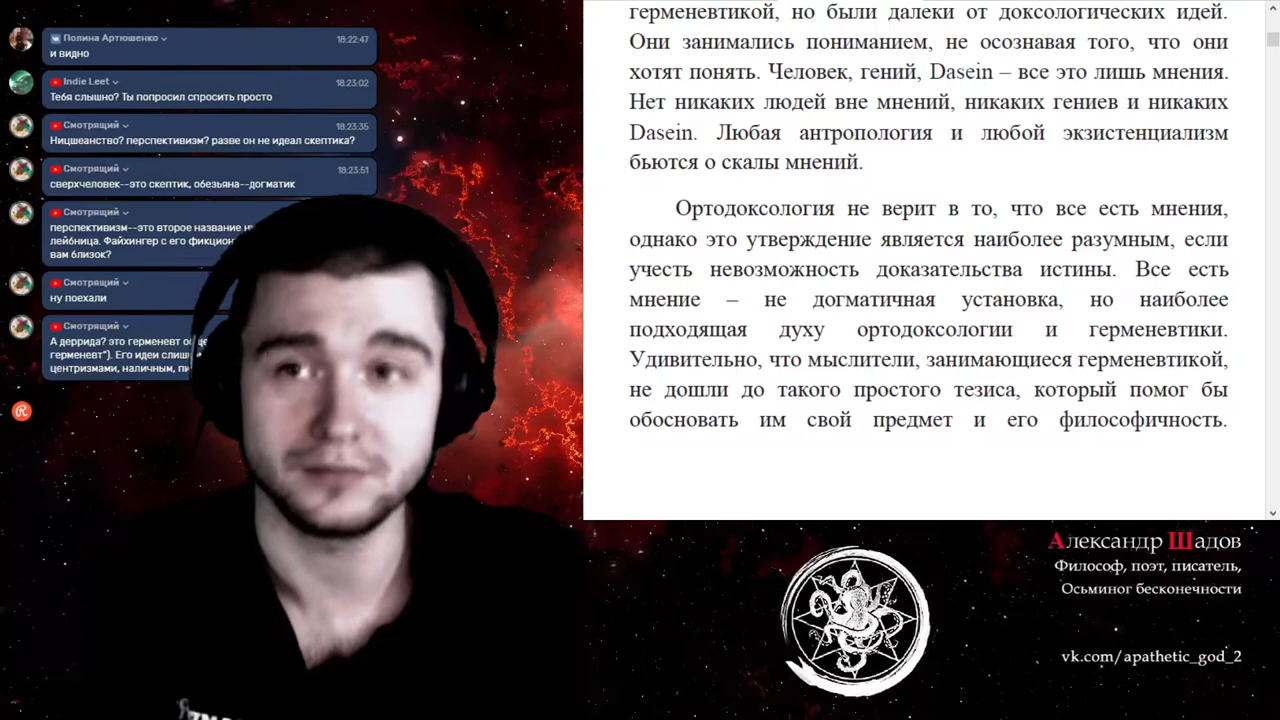 Полина Артюшенко
18:22:47
и видно
Indie Leet
18:23:02
Тебя слышно? Ты попросил спросить просто
Смотрящий
18:23:35
Ницшеанство? перспективизм? разве он не идеал скептика?
Смотрящий
18:23:51
сверхчеловек--это скептик, обезьяна--догматик
Смотрящий
перспективизм--это второе название
лейбница. Файхингер с его фикцион
вам близок?
Смотрящий
ну поехали
Смотрящий
А деррида? это герменевт
герменевт"). Его идеи
центризмами, наличным,
герменевтикой, но были далеки от доксологических идей.
Они занимались пониманием, не осознавая того, что они
хотят понять. Человек, гений, Dasein – все это лишь мнения.
Нет никаких людей вне мнений, никаких гениев и никаких
Dasein. Любая антропология и любой экзистенциализм
бьются о скалы мнений.
Ортодоксология не верит в то, что все есть мнения,
однако это утверждение является наиболее разумным, если
учесть невозможность доказательства истины. Все есть
мнение – не догматичная установка, но наиболее
подходящая духу ортодоксологии и герменевтики.
Удивительно, что мыслители, занимающиеся герменевтикой,
не дошли до такого простого тезиса, который помог бы
обосновать им свой предмет и его философичность.
Александр Шадов
Философ, поэт, писатель,
Осьминог бесконечности
vk.com/apathetic_god_2